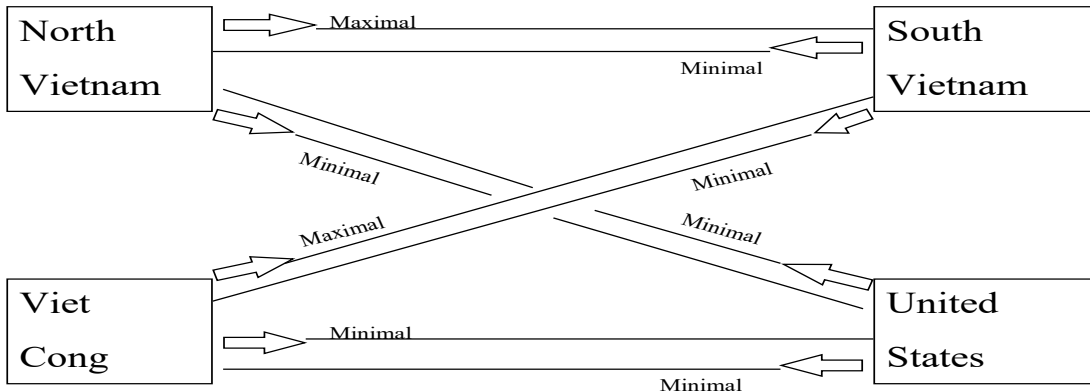 North
Vietnam
Maximal
Minimal
South
Vietnam
Minimal
Minimal
Maximal
Minimal
Viet
Cong
Minimal
Minimal
United
States